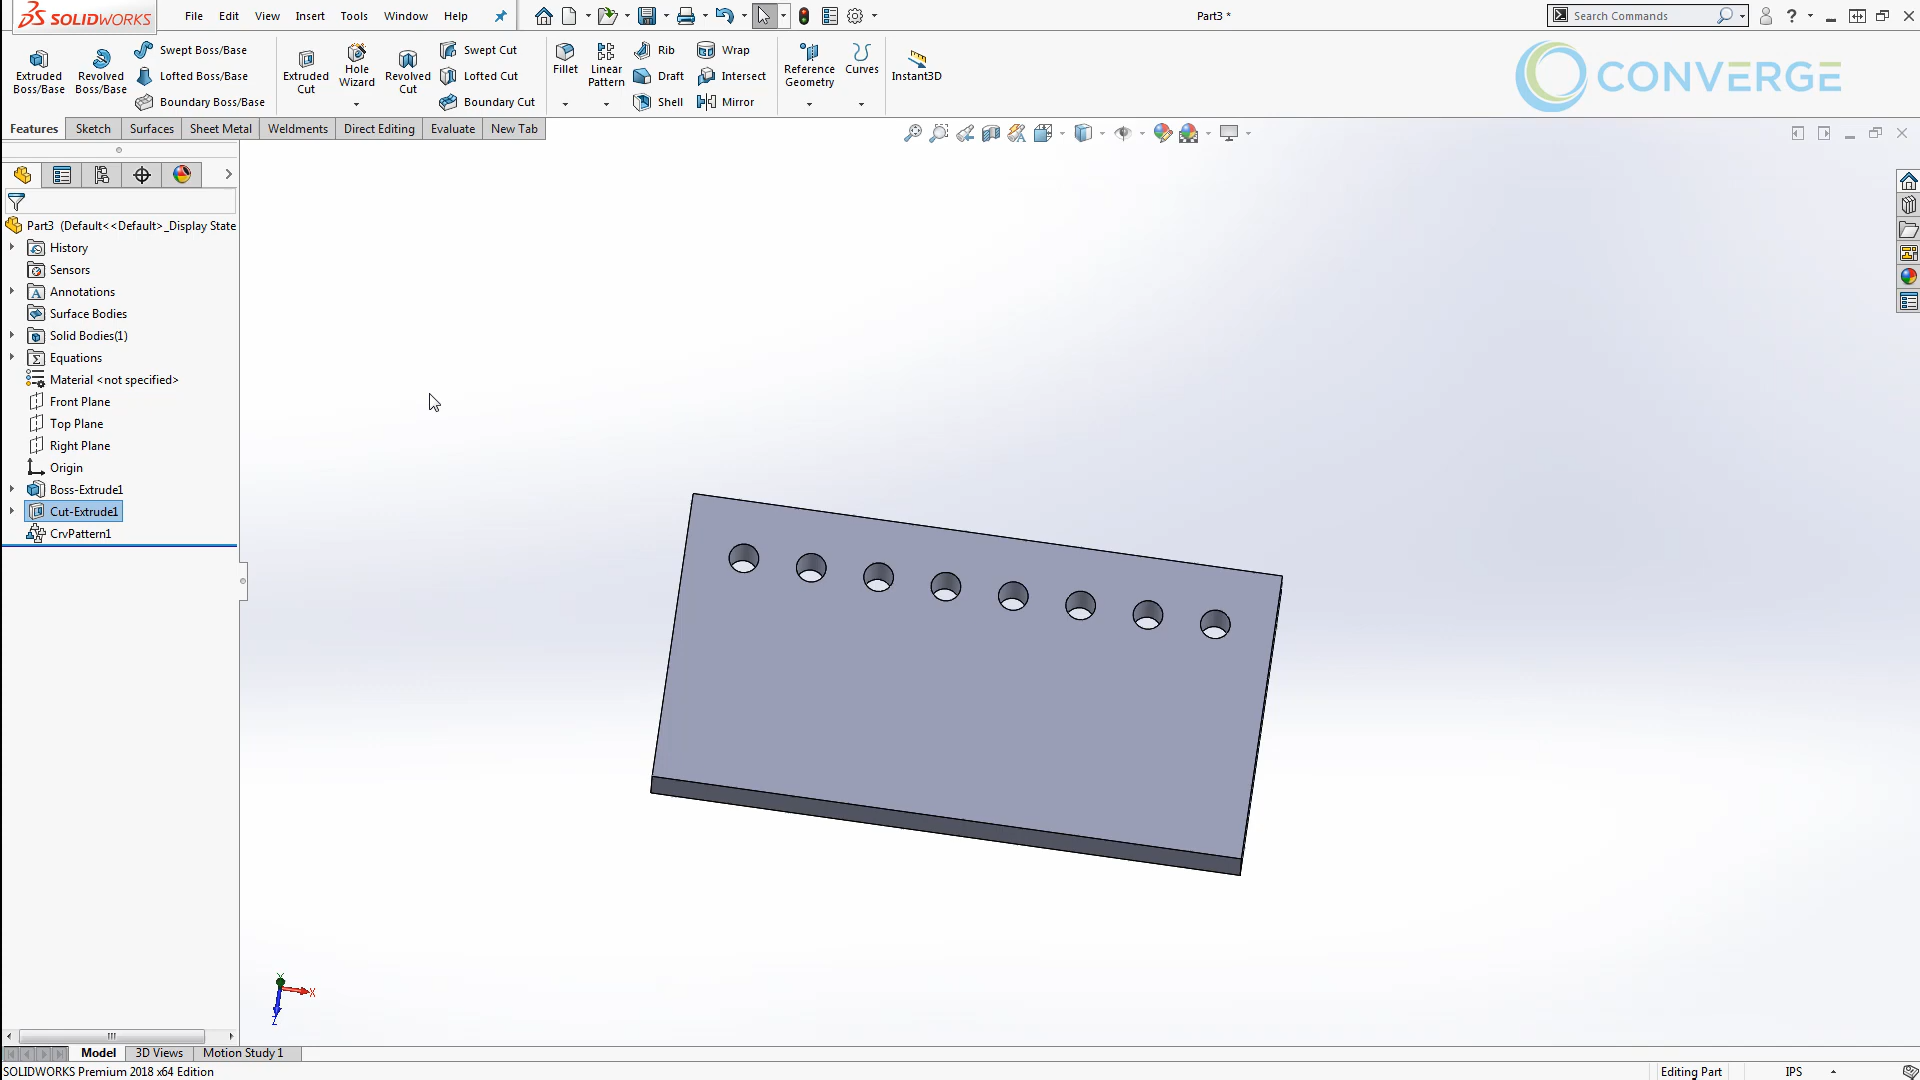 SOLIDWORKS File Edit View Insert Tools Window Help Part3 * Search Commands ?
Extruded Boss/Base
Revolved Boss/Base
Swept Boss/Base
Lofted Boss/Base
Boundary Boss/Base
Extruded Cut
Hole Wizard
Revolved Cut
Swept Cut
Lofted Cut
Boundary Cut
Fillet
Linear Pattern
Rib
Draft
Shell
Wrap
Intersect
Mirror
Reference Geometry
Curves
Instant3D
CONVERGE
Features Sketch Surfaces Sheet Metal Weldments Direct Editing Evaluate New Tab
Part3 (Default<<Default>_Display State
History
Sensors
Annotations
Surface Bodies
Solid Bodies(1)
Equations
Material <not specified>
Front Plane
Top Plane
Right Plane
Origin
Boss-Extrude1
Cut-Extrude1
CrvPattern1
Y
X
Z
Model 3D Views Motion Study 1
SOLIDWORKS Premium 2018 x64 Edition Editing Part IPS